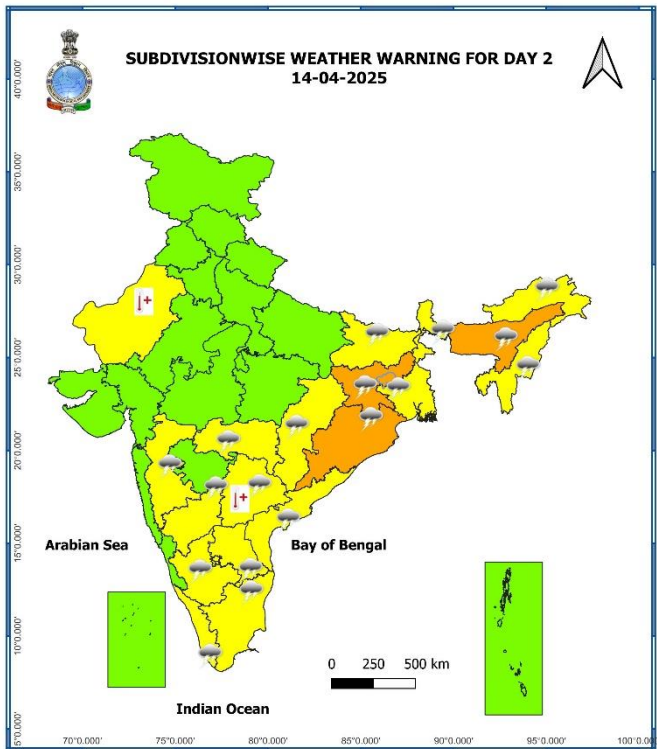 SUBDIVISIONWISE WEATHER WARNING FOR DAY 2
14-04-2025
40°0.000'
35°0.000'
30°0.000'
25°0.000'
20°0.000'
15°0.000'
10°0.000'
5°0.000'
Arabian Sea
Bay of Bengal
0 250 500 km
Indian Ocean
70°0.000' 75°0.000' 80°0.000' 85°0.000' 90°0.000' 95°0.000' 100°0.000'